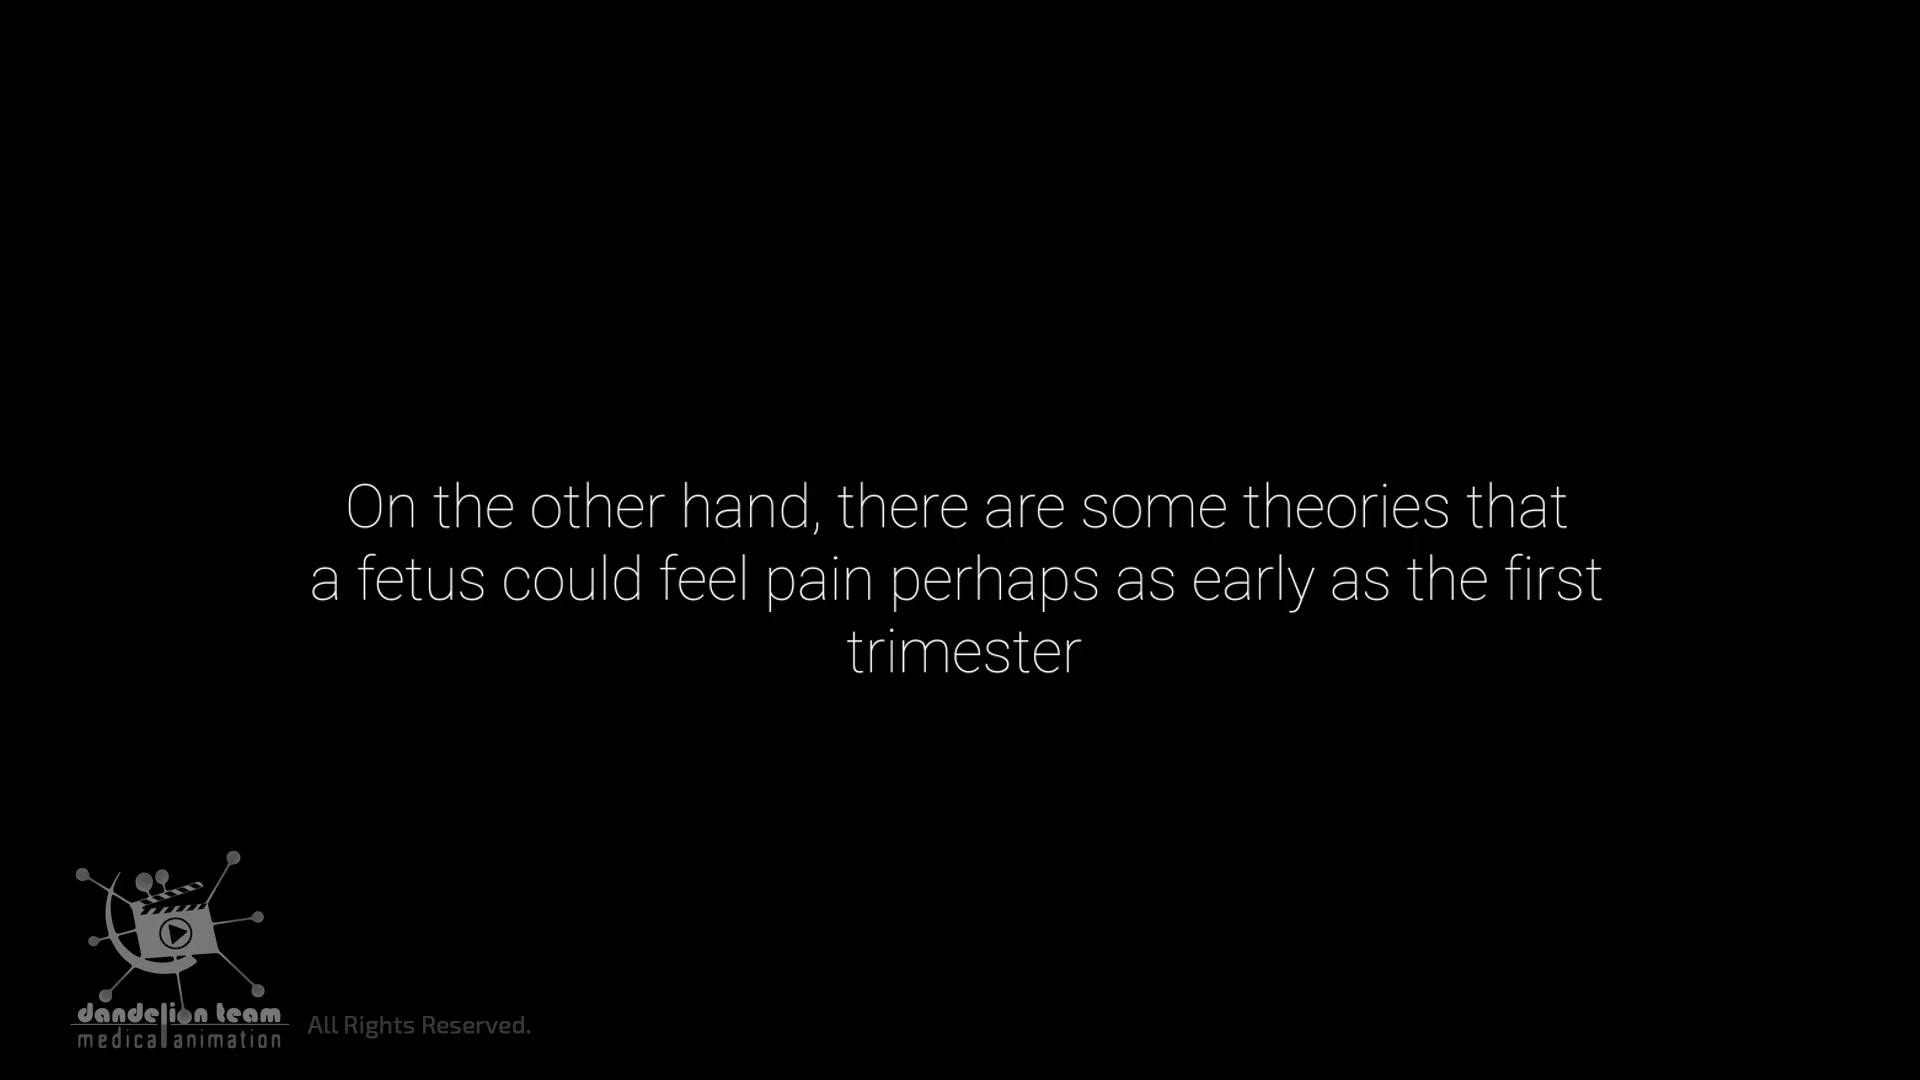 On the other hand, there are some theories that
a fetus could feel pain perhaps as early as the first
trimester
dandelion team
medical animation
All Rights Reserved.